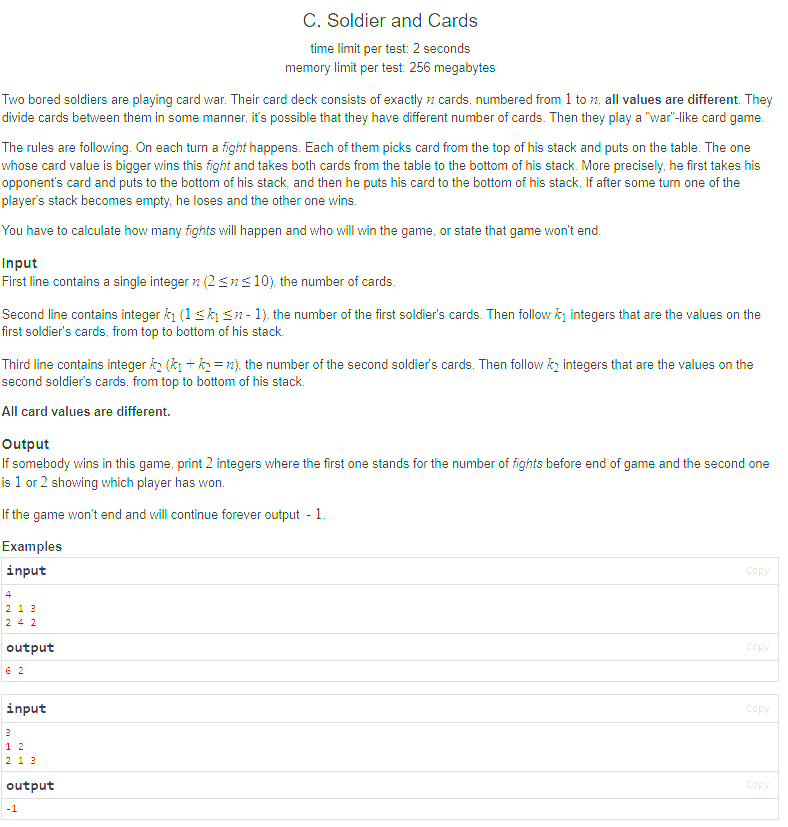 C. Soldier and Cards
time limit per test: 2 seconds
memory limit per test: 256 megabytes
Two bored soldiers are playing card war. Their card deck consists of exactly n cards, numbered from 1 to n, all values are different. They
divide cards between them in some manner, it's possible that they have different number of cards. Then they play a "war"-like card game.
The rules are following. On each turn a fight happens. Each of them picks card from the top of his stack and puts on the table. The one
whose card value is bigger wins this fight and takes both cards from the table to the bottom of his stack. More precisely, he first takes his
opponent's card and puts to the bottom of his stack, and then he puts his card to the bottom of his stack. If after some turn one of the
player's stack becomes empty, he loses and the other one wins.
You have to calculate how many fights will happen and who will win the game, or state that game won't end.
Input
First line contains a single integer n (2 ≤ n ≤ 10), the number of cards.
Second line contains integer k1 (1 ≤ k1 ≤ n - 1), the number of the first soldier's cards. Then follow k1 integers that are the values on the
first soldier's cards, from top to bottom of his stack.
Third line contains integer k2 (k1 + k2 = n), the number of the second soldier's cards. Then follow k2 integers that are the values on the
second soldier's cards, from top to bottom of his stack.
All card values are different.
Output
If somebody wins in this game, print 2 integers where the first one stands for the number of fights before end of game and the second one
is 1 or 2 showing which player has won.
If the game won't end and will continue forever output - 1.
Examples
input Copy
4
2 1 3
2 4 2
output Copy
6 2
input Copy
3
1 2
2 1 3
output Copy
-1